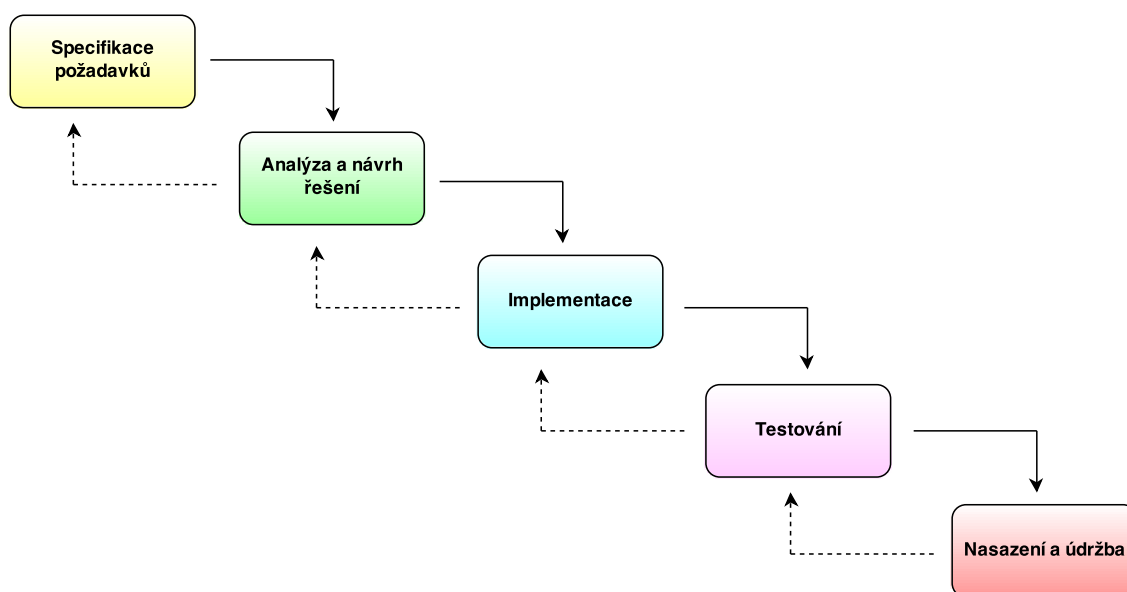 Specifikace
požadavků
Analýza a návrh
řešení
Implementace
Testování
Nasazení a údržba